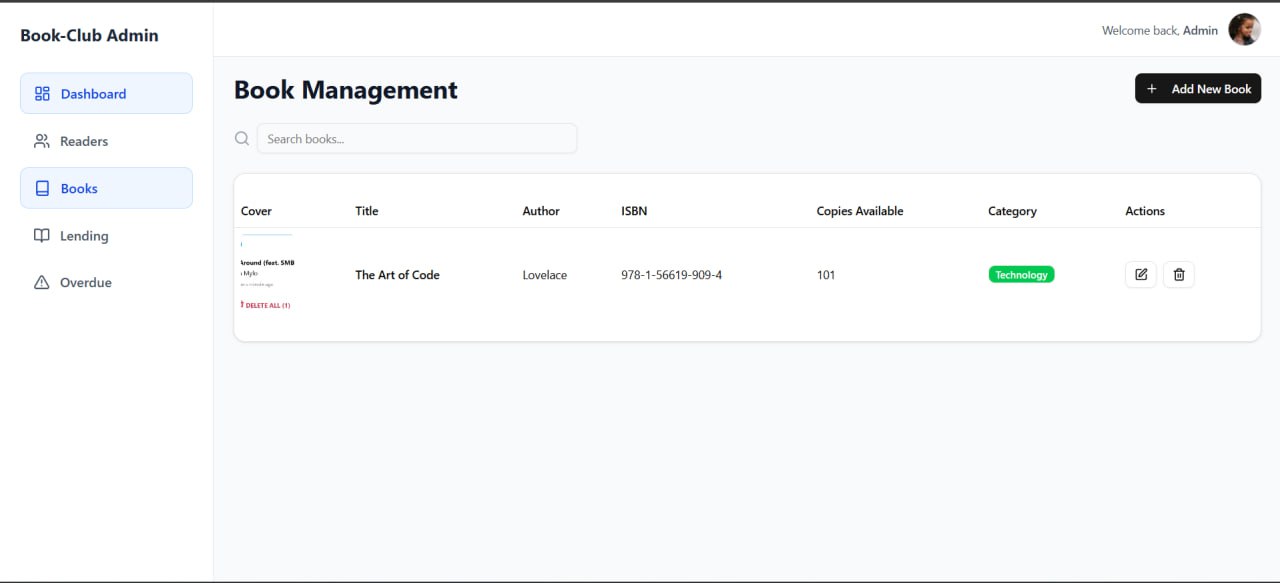 Book-Club Admin
Welcome back, Admin
Dashboard
Readers
Books
Lending
Overdue
Book Management
+ Add New Book
Search books...
Cover Title Author ISBN Copies Available Category Actions
Around (feat. SMB
Mylo
DELETE ALL (1)
The Art of Code Lovelace 978-1-56619-909-4 101 Technology